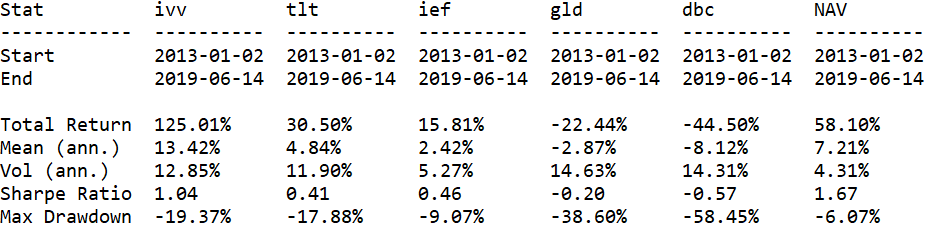 Stat ivv tlt ief gld dbc NAV
------------ ---------- ---------- ---------- ---------- ---------- ----------
Start 2013-01-02 2013-01-02 2013-01-02 2013-01-02 2013-01-02 2013-01-02
End 2019-06-14 2019-06-14 2019-06-14 2019-06-14 2019-06-14 2019-06-14
Total Return 125.01% 30.50% 15.81% -22.44% -44.50% 58.10%
Mean (ann.) 13.42% 4.84% 2.42% -2.87% -8.12% 7.21%
Vol (ann.) 12.85% 11.90% 5.27% 14.63% 14.31% 4.31%
Sharpe Ratio 1.04 0.41 0.46 -0.20 -0.57 1.67
Max Drawdown -19.37% -17.88% -9.07% -38.60% -58.45% -6.07%